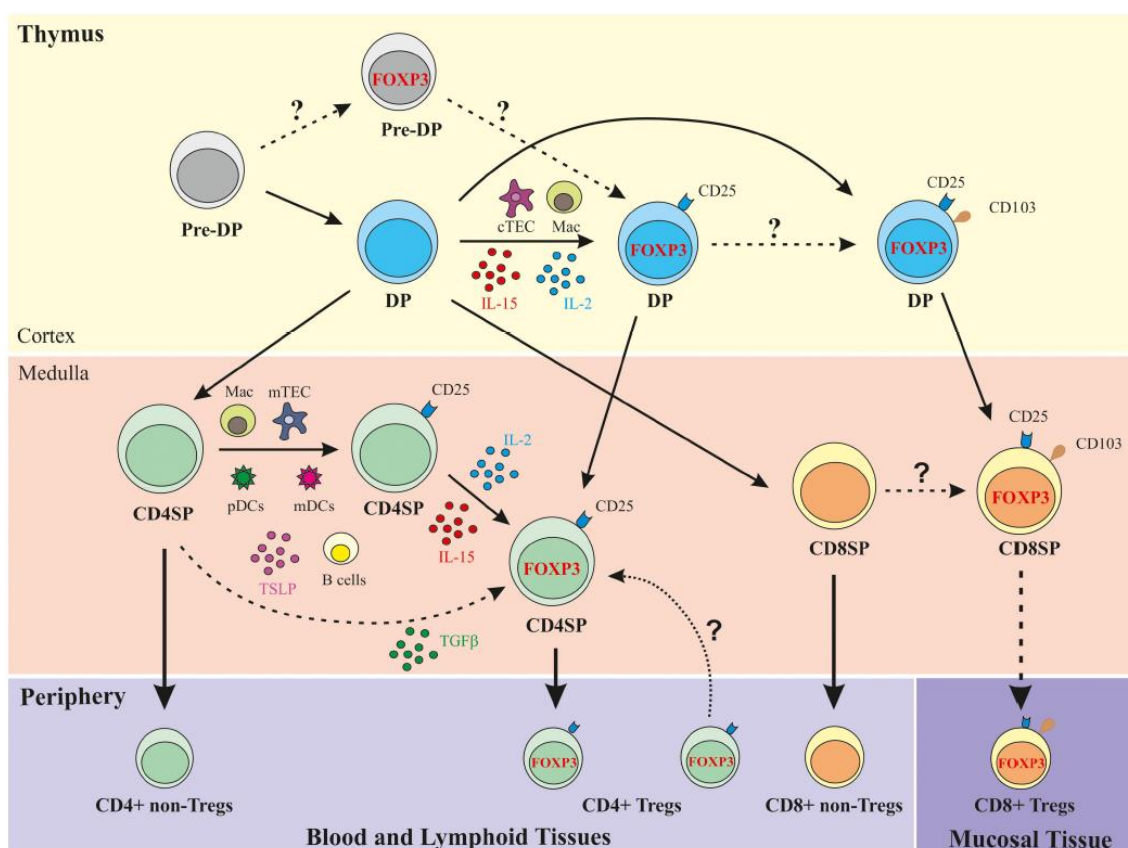 Thymus
FOXP3
?
?
Pre-DP
Pre-DP
CD25
CD25
CD103
cTEC
Mac
?
FOXP3
FOXP3
DP
IL-15
IL-2
DP
DP
Cortex
Medulla
Mac
mTEC
CD25
CD25
CD103
IL-2
?
FOXP3
pDCs
mDCs
CD4SP
CD4SP
CD25
CD8SP
CD8SP
IL-15
TSLP
B cells
FOXP3
CD4SP
TGFβ
?
Periphery
FOXP3
FOXP3
FOXP3
CD4+ non-Tregs
CD4+ Tregs
CD8+ non-Tregs
CD8+ Tregs
Blood and Lymphoid Tissues
Mucosal Tissue